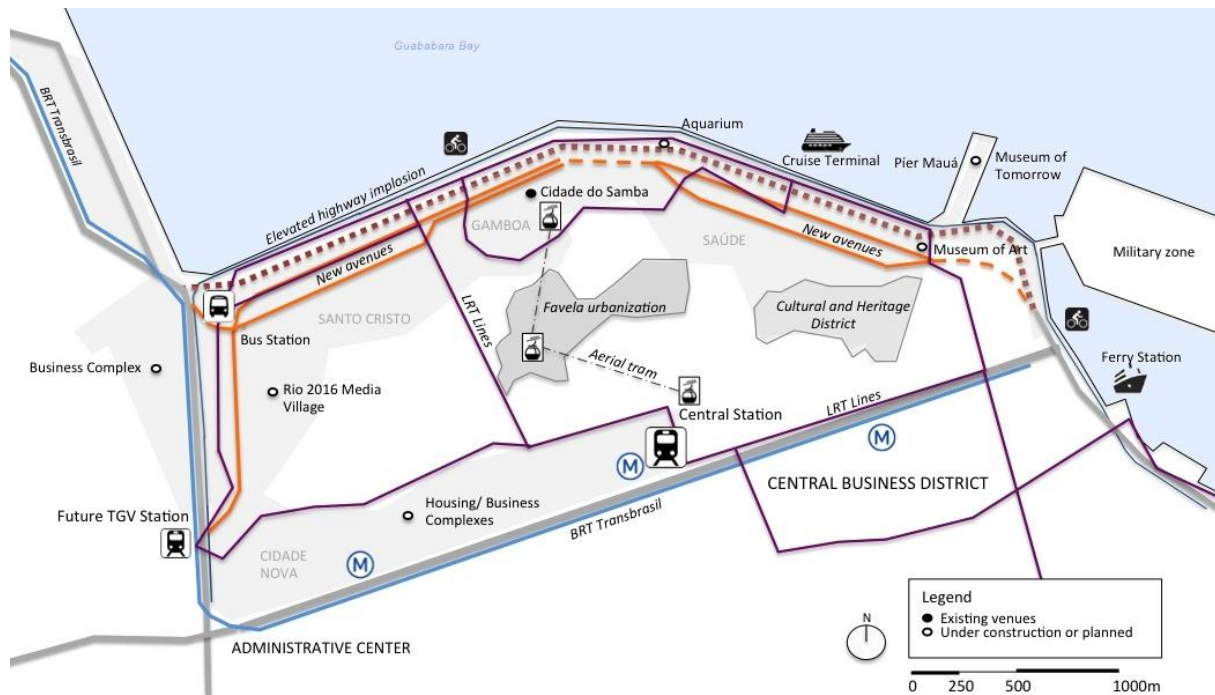 Guababara Bay
BRT Transbrasil
Elevated highway implosion
Aquarium
Cruise Terminal
Pier Mauá
Museum of
Tomorrow
Cidade do Samba
GAMBOA
SAÚDE
New avenues
New avenues
Museum of Art
Military zone
LRT Lines
Favela urbanization
Cultural and Heritage
District
SANTO CRISTO
Bus Station
Business Complex
Rio 2016 Media
Village
Aerial tram
Ferry Station
Central Station
LRT Lines
M
M
CENTRAL BUSINESS DISTRICT
Housing/ Business
Complexes
BRT Transbrasil
Future TGV Station
CIDADE
NOVA
M
ADMINISTRATIVE CENTER
N
Legend
Existing venues
Under construction or planned
0 250 500 1000m